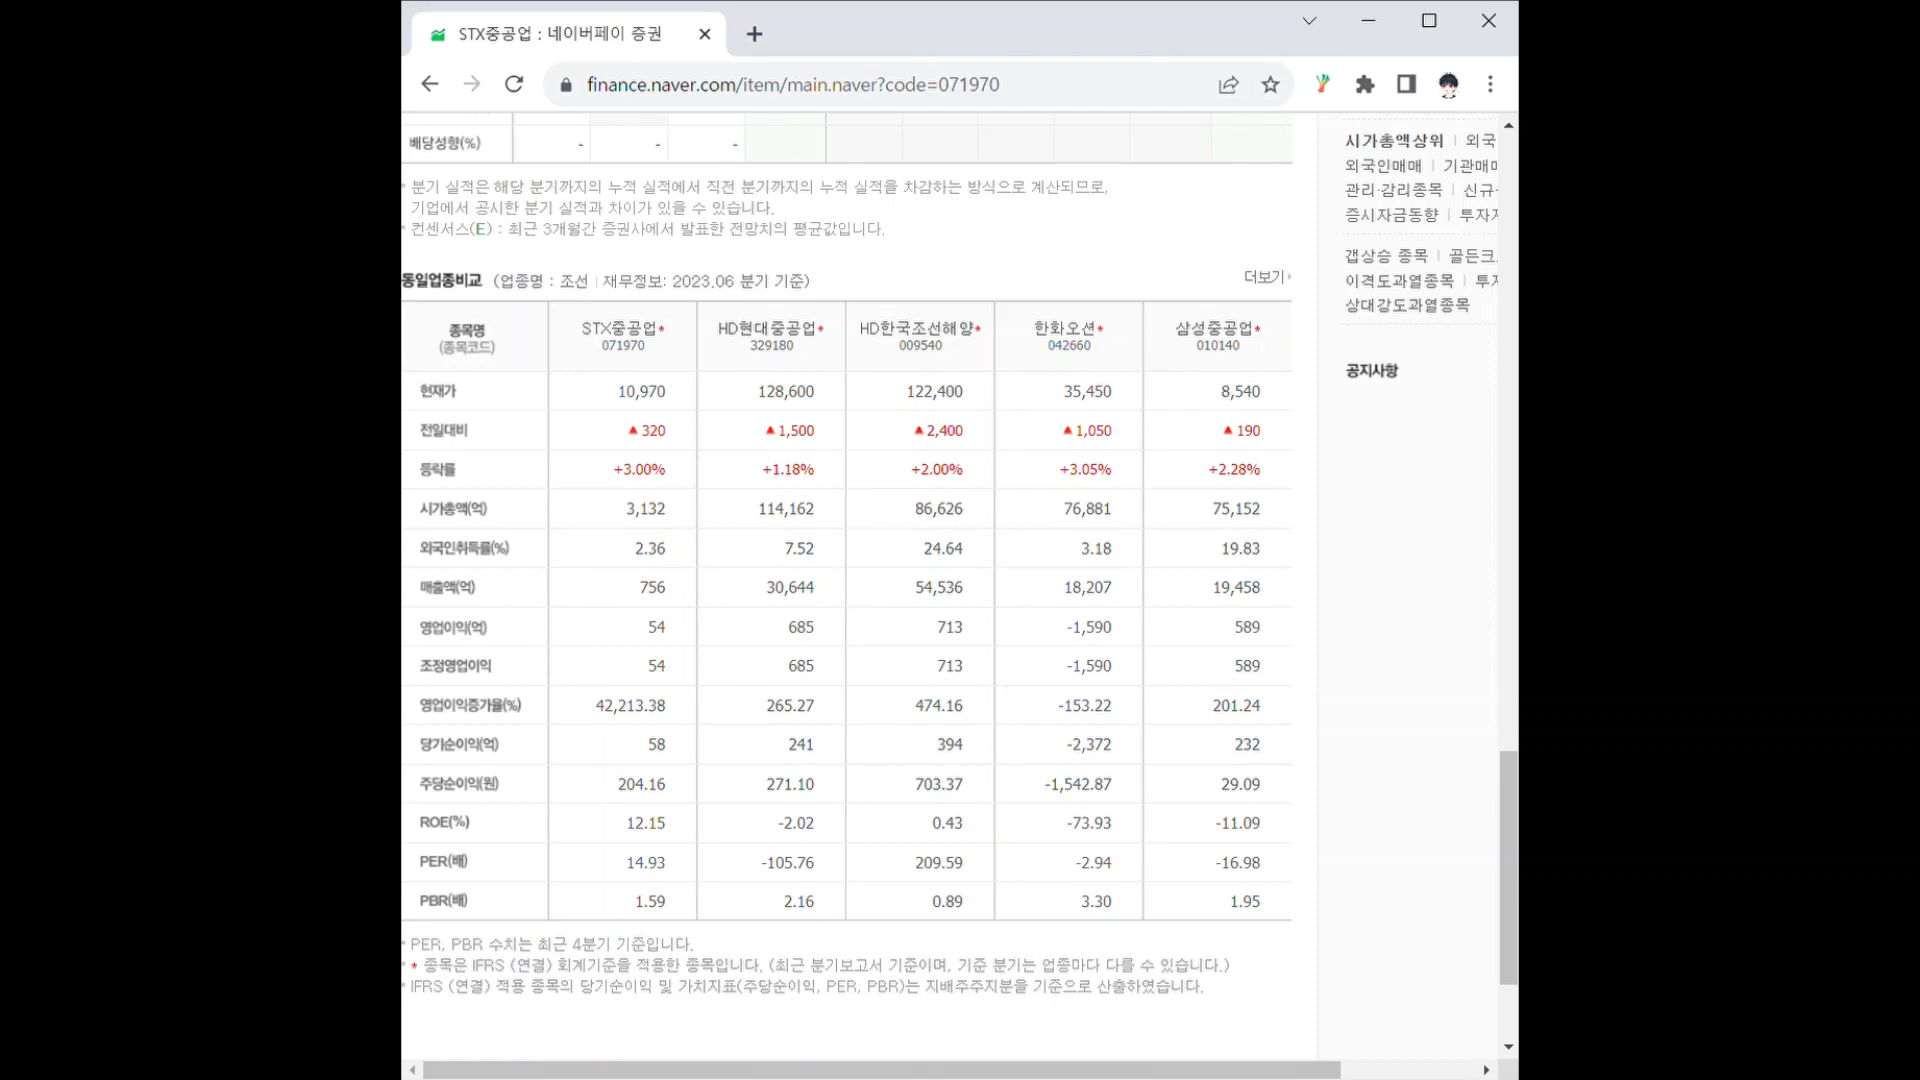 STX중공업 : 네이버페이 증권
finance.naver.com/item/main.naver?code=071970
배당성향(%) - - -
* 분기 실적은 해당 분기까지의 누적 실적에서 직전 분기까지의 누적 실적을 차감하는 방식으로 계산되므로,
기업에서 공시한 분기 실적과 차이가 있을 수 있습니다.
* 컨센서스(E) : 최근 3개월간 증권사에서 발표한 전망치의 평균값입니다.
동일업종비교 (업종명 : 조선 | 재무정보: 2023.06 분기 기준) 더보기
종목명 STX중공업* HD현대중공업* HD한국조선해양* 한화오션* 삼성중공업*
(종목코드) 071970 329180 009540 042660 010140
현재가 10,970 128,600 122,400 35,450 8,540
전일대비 ▲320 ▲1,500 ▲2,400 ▲1,050 ▲190
등락률 +3.00% +1.18% +2.00% +3.05% +2.28%
시가총액(억) 3,132 114,162 86,626 76,881 75,152
외국인취득률(%) 2.36 7.52 24.64 3.18 19.83
매출액(억) 756 30,644 54,536 18,207 19,458
영업이익(억) 54 685 713 -1,590 589
조정영업이익 54 685 713 -1,590 589
영업이익증가율(%) 42,213.38 265.27 474.16 -153.22 201.24
당기순이익(억) 58 241 394 -2,372 232
주당순이익(원) 204.16 271.10 703.37 -1,542.87 29.09
ROE(%) 12.15 -2.02 0.43 -73.93 -11.09
PER(배) 14.93 -105.76 209.59 -2.94 -16.98
PBR(배) 1.59 2.16 0.89 3.30 1.95
* PER, PBR 수치는 최근 4분기 기준입니다.
* * 종목은 IFRS (연결) 회계기준을 적용한 종목입니다. (최근 분기보고서 기준이며, 기준 분기는 업종마다 다를 수 있습니다.)
* IFRS (연결) 적용 종목의 당기순이익 및 가치지표(주당순이익, PER, PBR)는 지배주주지분을 기준으로 산출하였습니다.
시가총액상위 | 외국
외국인매매 | 기관매
관리·감리종목 | 신규
증시자금동향 | 투자
갭상승 종목 | 골든크
이격도과열종목 | 투
상대강도과열종목
공지사항